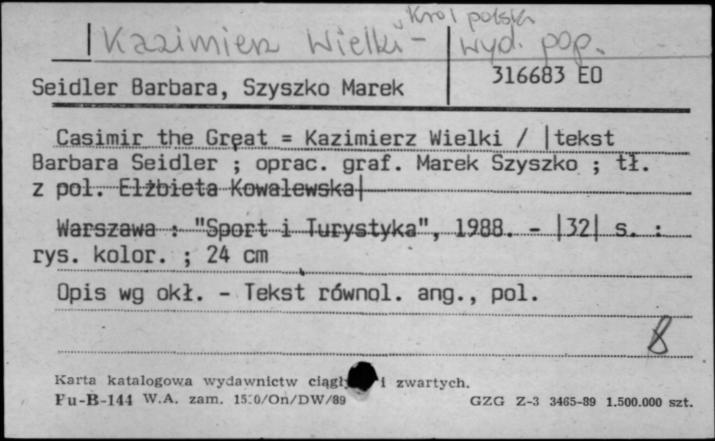 król polski
Kazimierz Wielki - wyd. pop.
316683 EO
Seidler Barbara, Szyszko Marek
Casimir the Great = Kazimierz Wielki / |tekst
Barbara Seidler ; oprac. graf. Marek Szyszko ; tł.
z pol. Elżbieta Kowalewska|
Warszawa : "Sport i Turystyka", 1988. - |32| s. :
rys. kolor. ; 24 cm
Opis wg okł. - Tekst równol. ang., pol.
8
Karta katalogowa wydawnictw i zwartych.
Fu-B-144 W.A. zam. /On/DW/89 GZG Z-3 3465-89 1.500.000 szt.